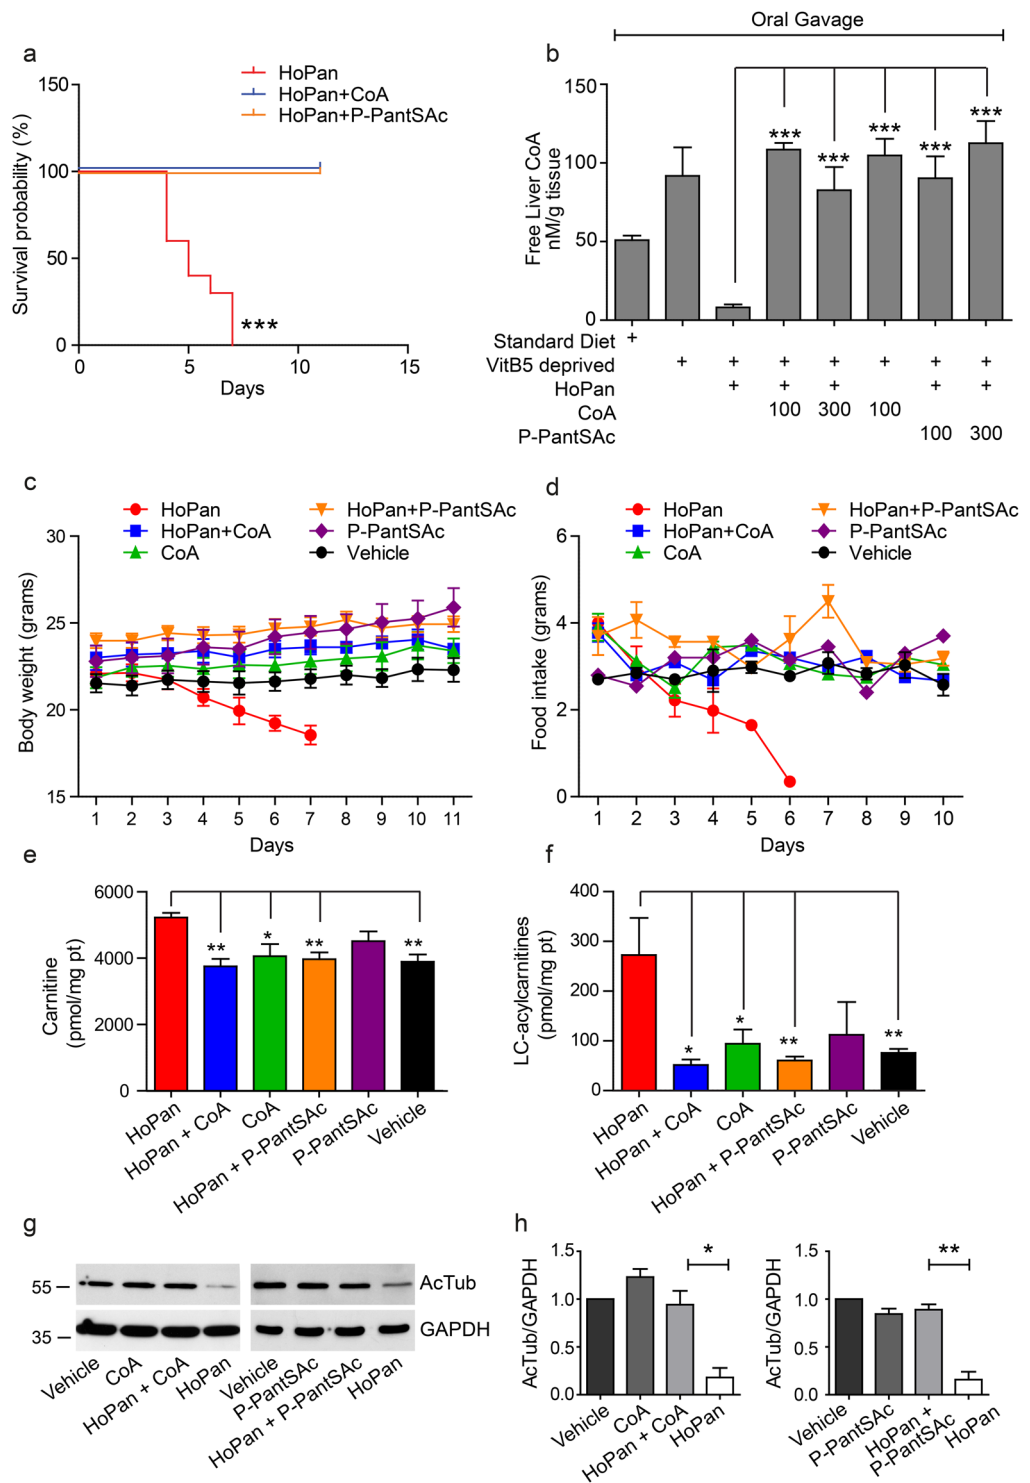 Oral Gavage
a
HoPan
HoPan+CoA
HoPan+P-PantSAc
Survival probability (%)
150
100
50
0
0 5 10 15
***
Days
b
Free Liver CoA
nM/g tissue
150
100
50
0
*** *** *** *** ***
Standard Diet +
VitB5 deprived + + + + + + +
HoPan + + + + +
CoA 100 300 100
P-PantSAc 100 300
c
HoPan
HoPan+CoA
CoA
HoPan+P-PantSAc
P-PantSAc
Vehicle
Body weight (grams)
30
25
20
15
1 2 3 4 5 6 7 8 9 10 11
Days
d
HoPan
HoPan+CoA
CoA
HoPan+P-PantSAc
P-PantSAc
Vehicle
Food intake (grams)
6
4
2
0
1 2 3 4 5 6 7 8 9 10
Days
e
Carnitine
(pmol/mg pt)
6000
4000
2000
0
** * ** **
HoPan
HoPan + CoA
CoA
HoPan + P-PantSAc
P-PantSAc
Vehicle
f
LC-acylcarnitines
(pmol/mg pt)
400
300
200
100
0
* * ** **
HoPan
HoPan + CoA
CoA
HoPan + P-PantSAc
P-PantSAc
Vehicle
g
55
35
AcTub
GAPDH
Vehicle
CoA
HoPan + CoA
HoPan
Vehicle
P-PantSAc
HoPan + P-PantSAc
HoPan
h
AcTub/GAPDH
1.5
1.0
0.5
0.0
*
Vehicle
CoA
HoPan + CoA
HoPan
AcTub/GAPDH
1.5
1.0
0.5
0.0
**
Vehicle
P-PantSAc
HoPan +
P-PantSAc
HoPan